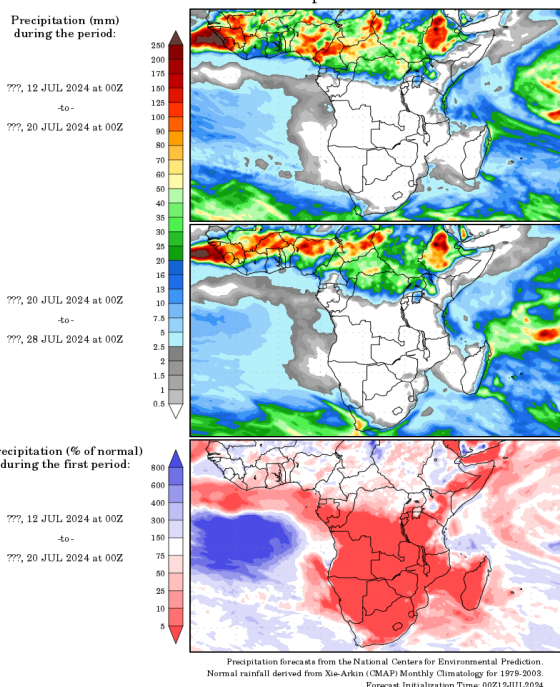 Precipitation (mm)
during the period:
250
200
175
150
125
100
90
80
70
60
50
40
35
30
25
20
16
13
10
7.5
5
2.5
2
1.5
1
0.5
???, 12 JUL 2024 at 00Z
-to-
???, 20 JUL 2024 at 00Z
???, 20 JUL 2024 at 00Z
-to-
???, 28 JUL 2024 at 00Z
recipitation (% of normal)
during the first period:
800
600
400
300
150
75
50
25
10
5
???, 12 JUL 2024 at 00Z
-to-
???, 20 JUL 2024 at 00Z
Precipitation forecasts from the National Centers for Environmental Prediction.
Normal rainfall derived from Xie-Arkin (CMAP) Monthly Climatology for 1979-2003.
Forecast Initialization Time: 00Z12JUL2024